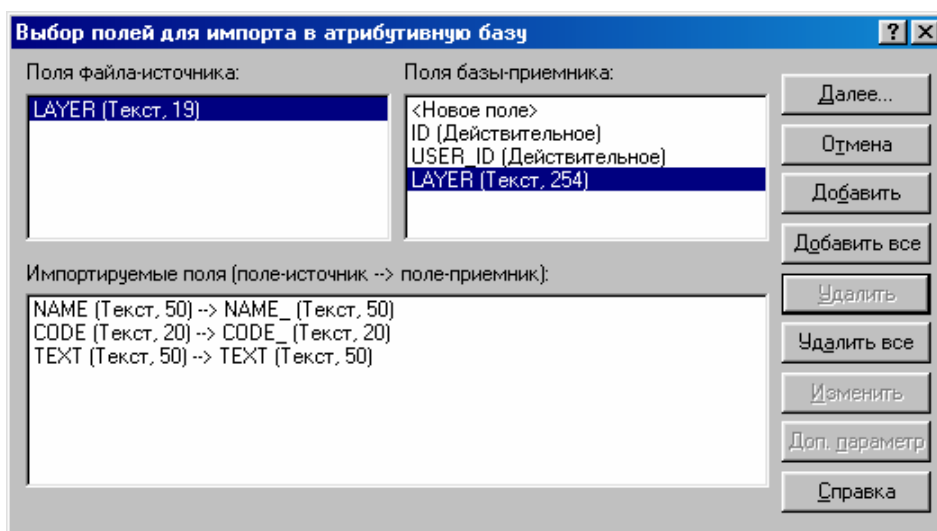 Выбор полей для импорта в атрибутивную базу
Поля файла-источника:
LAYER (Текст, 19)
Поля базы-приемника:
<Новое поле>
ID (Действительное)
USER_ID (Действительное)
LAYER (Текст, 254)
Импортируемые поля (поле-источник --> поле-приемник):
NAME (Текст, 50) --> NAME_ (Текст, 50)
CODE (Текст, 20) --> CODE_ (Текст, 20)
TEXT (Текст, 50) --> TEXT (Текст, 50)
Далее...
Отмена
Добавить
Добавить все
Удалить
Удалить все
Изменить
Доп. параметр
Справка